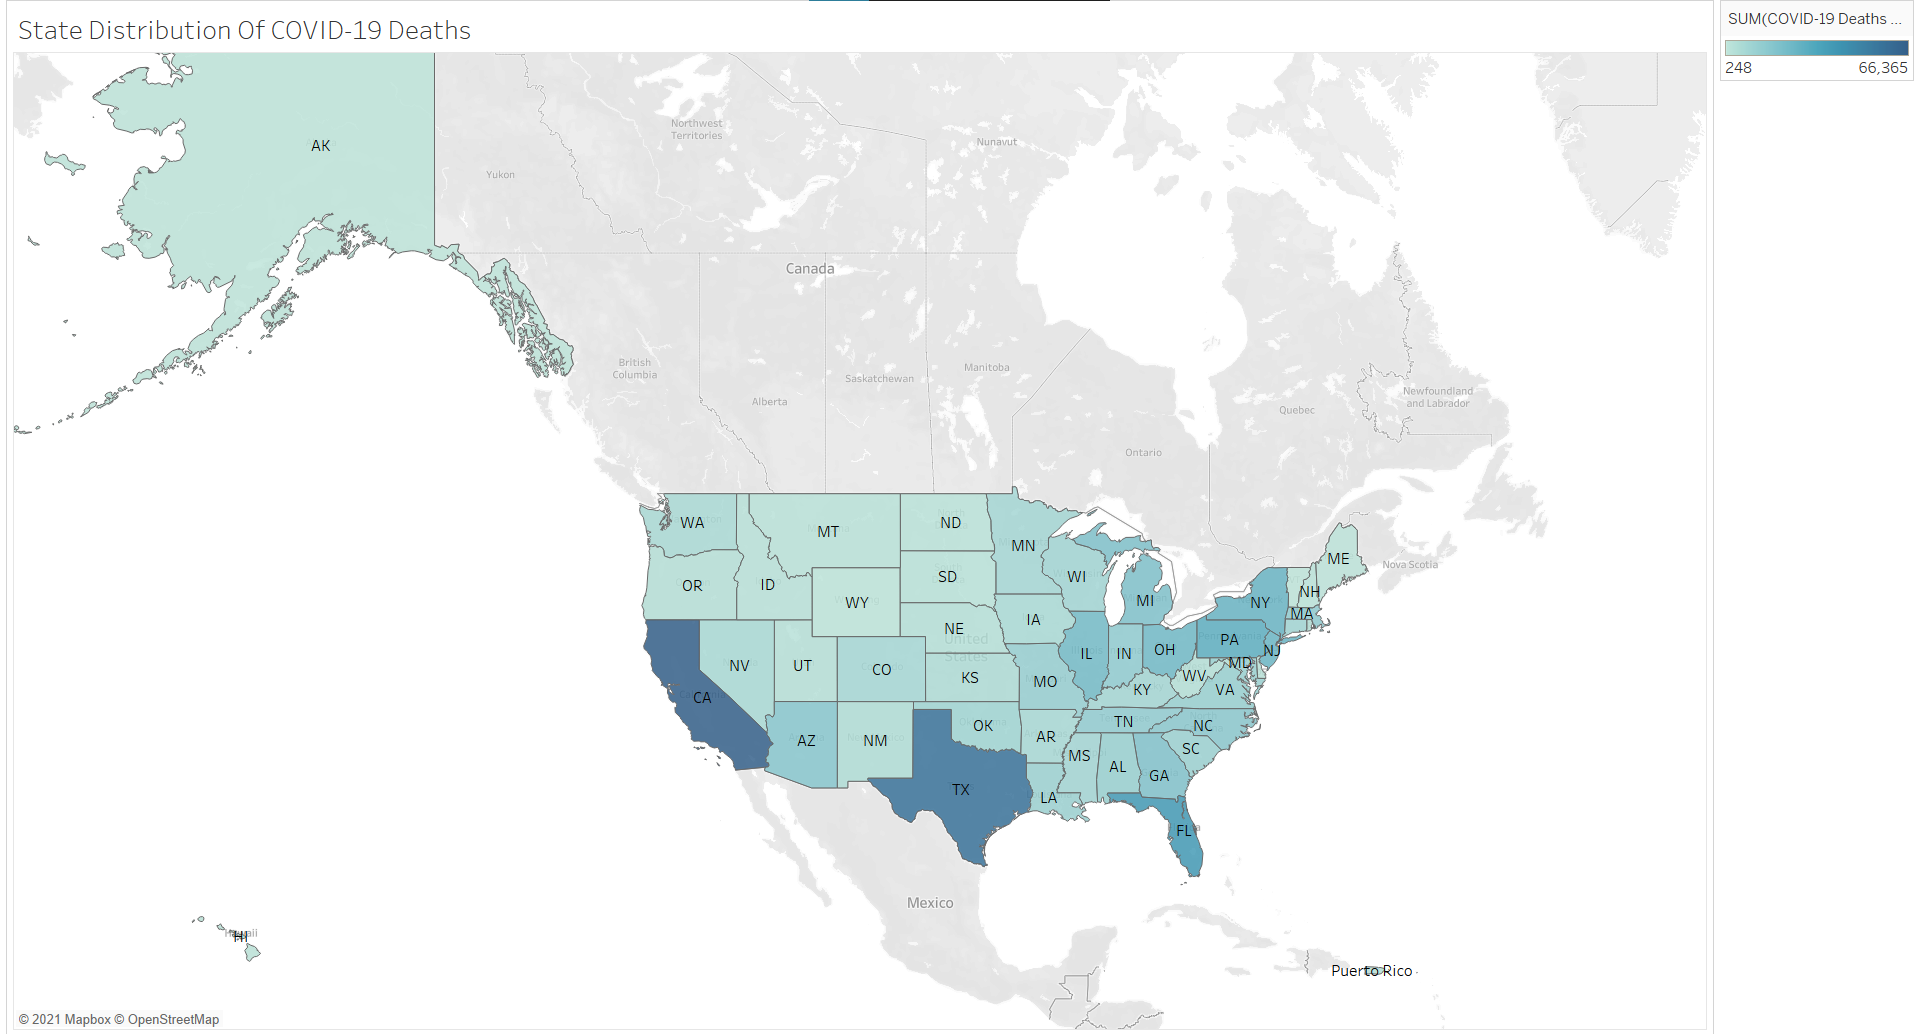 State Distribution Of COVID-19 Deaths
SUM(COVID-19 Deaths ...
248 66,365
AK
Northwest
Territories
Nunavut
Yukon
Canada
British
Columbia
Alberta
Saskatchewan
Manitoba
Ontario
Quebec
Newfoundland
and Labrador
Nova Scotia
WA
MT
ND
MN
OR
ID
SD
WI
WY
MI
NY
ME
NH
MA
IA
NE
United
States
NV
UT
CO
KS
MO
IL
IN
OH
PA
NJ
MD
WV
VA
KY
CA
AZ
NM
OK
AR
TN
NC
SC
MS
AL
GA
TX
LA
FL
Mexico
HI
Puerto Rico
© 2021 Mapbox © OpenStreetMap